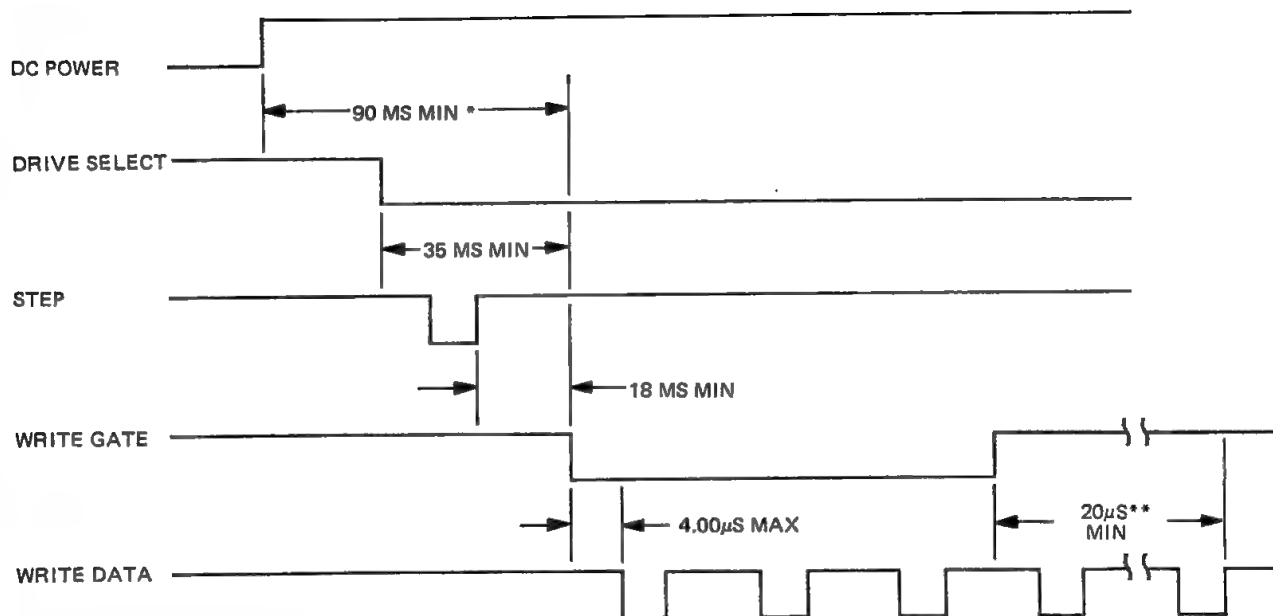 DC POWER
90 MS MIN *
DRIVE SELECT
35 MS MIN
STEP
18 MS MIN
WRITE GATE
4.00µS MAX
20µS**
MIN
WRITE DATA